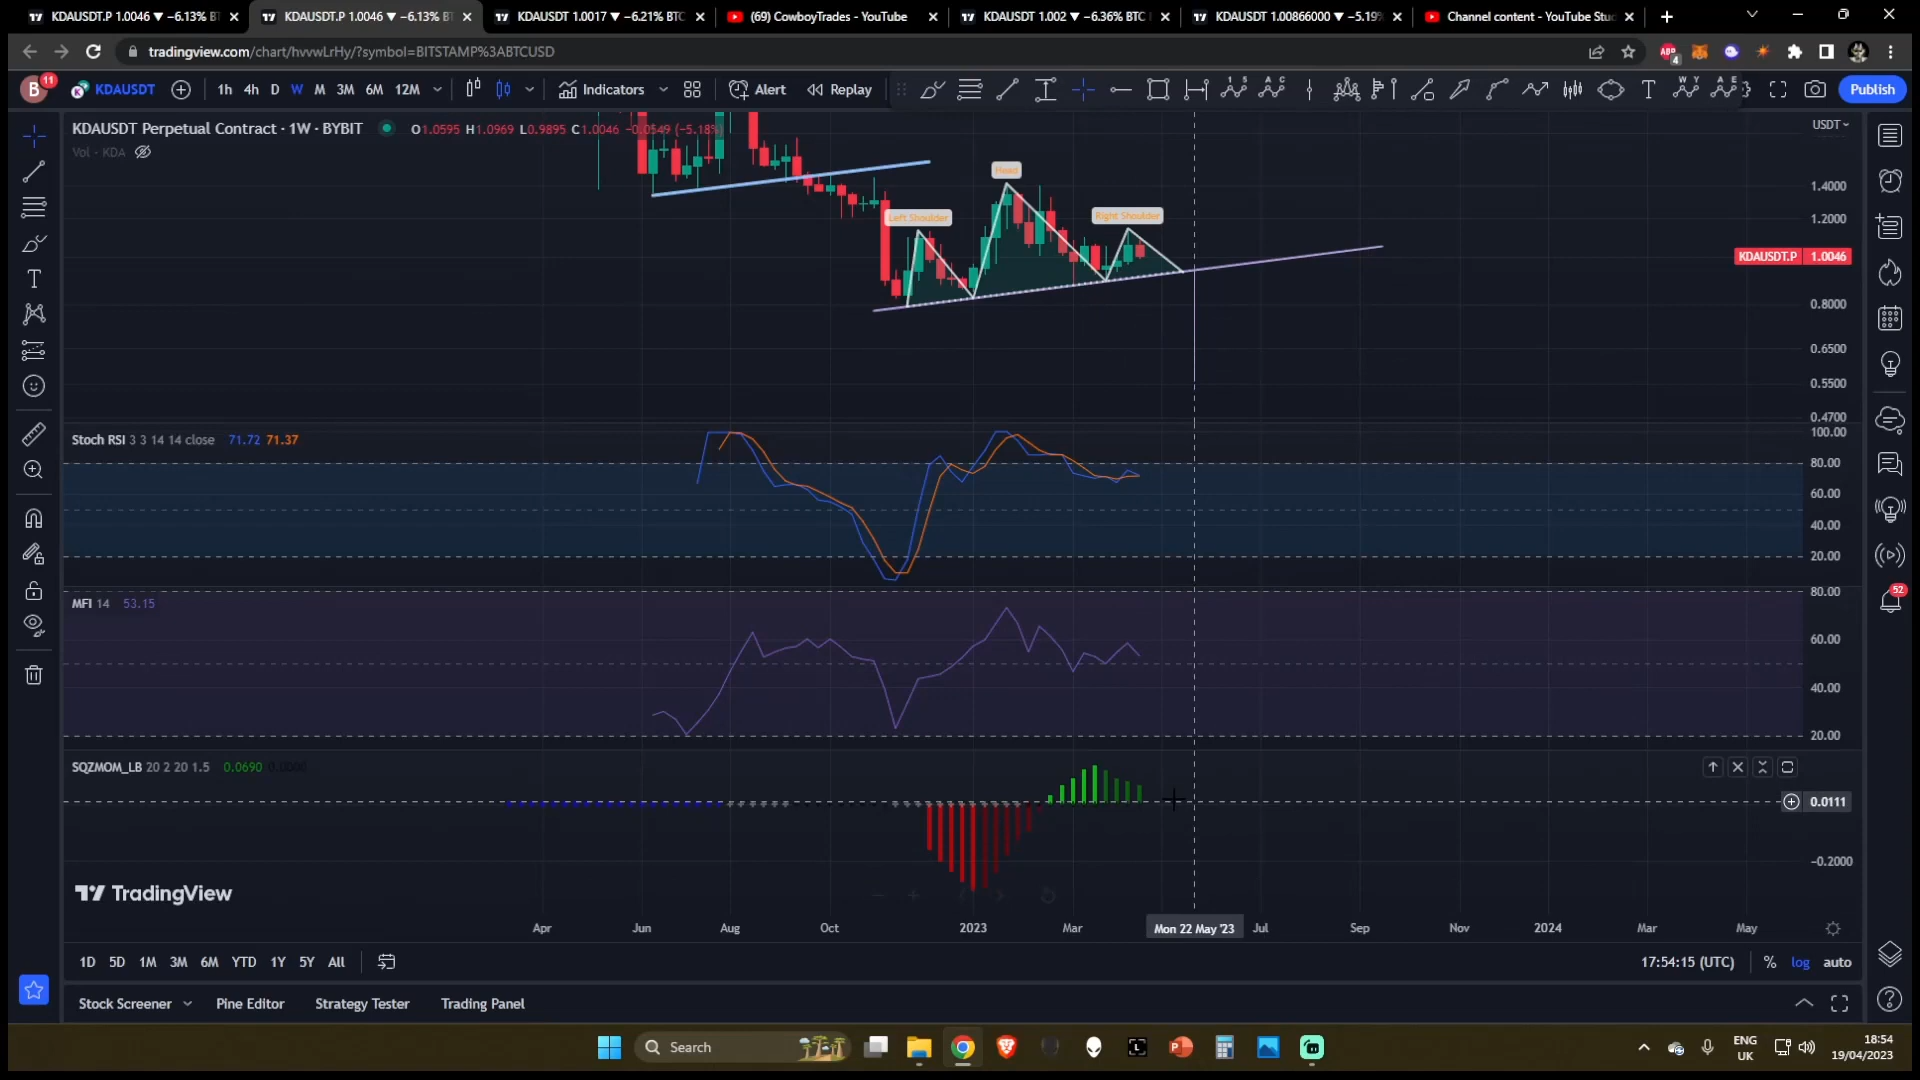 KDAUSDT.P 1.0046 ▼ −6.13% BT
KDAUSDT.P 1.0046 ▼ −6.13% BT
KDAUSDT 1.0017 ▼ −6.21% BTC
(69) CowboyTrades - YouTube
KDAUSDT 1.002 ▼ −6.36% BTC
KDAUSDT 1.00866000 ▼ −5.19%
Channel content - YouTube Stu
tradingview.com/chart/hvvwLrHy/?symbol=BITSTAMP%3ABTCUSD
4
B 11 KDAUSDT 1h 4h D W M 3M 6M 12M Indicators Alert Replay Publish
KDAUSDT Perpetual Contract · 1W · BYBIT O1.0595 H1.0969 L0.9895 C1.0046 −0.0549 (−5.18%)
USDT
Vol · KDA
Head
Left Shoulder
Right Shoulder
1.4000
1.2000
KDAUSDT.P 1.0046
0.8000
0.6500
0.5500
0.4700
Stoch RSI 3 3 14 14 close 71.72 71.37
100.00
80.00
60.00
40.00
20.00
MFI 14 53.15
80.00
60.00
40.00
20.00
52
SQZMOM_LB 20 2 20 1.5 0.0690 0.0000
0.0111
−0.2000
TradingView
Apr Jun Aug Oct 2023 Mar Mon 22 May '23 Jul Sep Nov 2024 Mar May
1D 5D 1M 3M 6M YTD 1Y 5Y All
17:54:15 (UTC) % log auto
Stock Screener Pine Editor Strategy Tester Trading Panel
Search
ENG
UK
18:54
19/04/2023